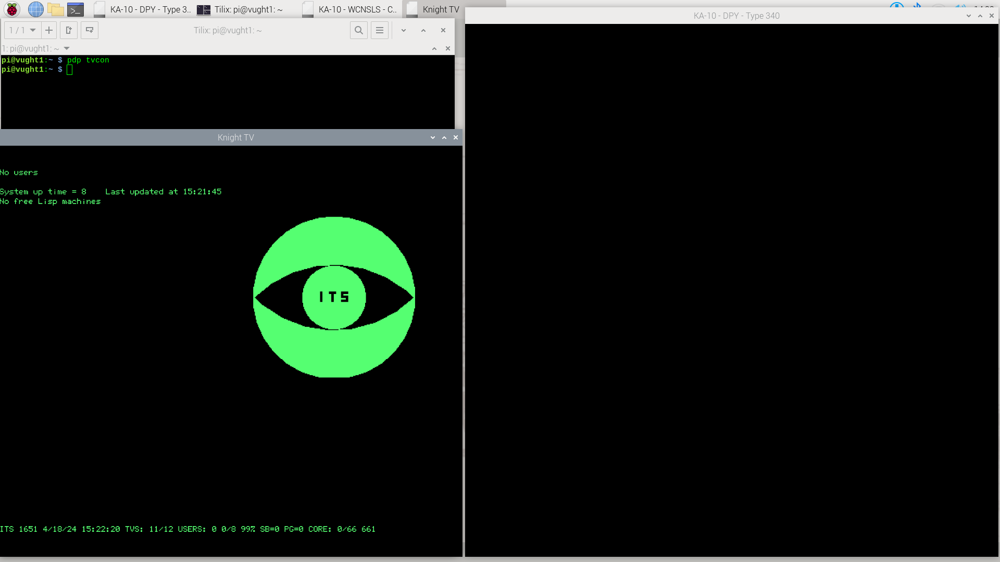 KA-10 - DPY - Type 3..
Tilix: pi@vught1: ~
KA-10 - WCNSLS - C..
Knight TV
1 / 1
Tilix: pi@vught1: ~
1: pi@vught1: ~
pi@vught1:~ $ pdp tvcon
pi@vught1:~ $
Knight TV
No users
System up time = 8    Last updated at 15:21:45
No free Lisp machines
ITS
ITS 1651 4/18/24 15:22:20 TVS: 11/12 USERS: 0 0/8 99% SB=0 PG=0 CORE: 0/66 661
KA-10 - DPY - Type 340